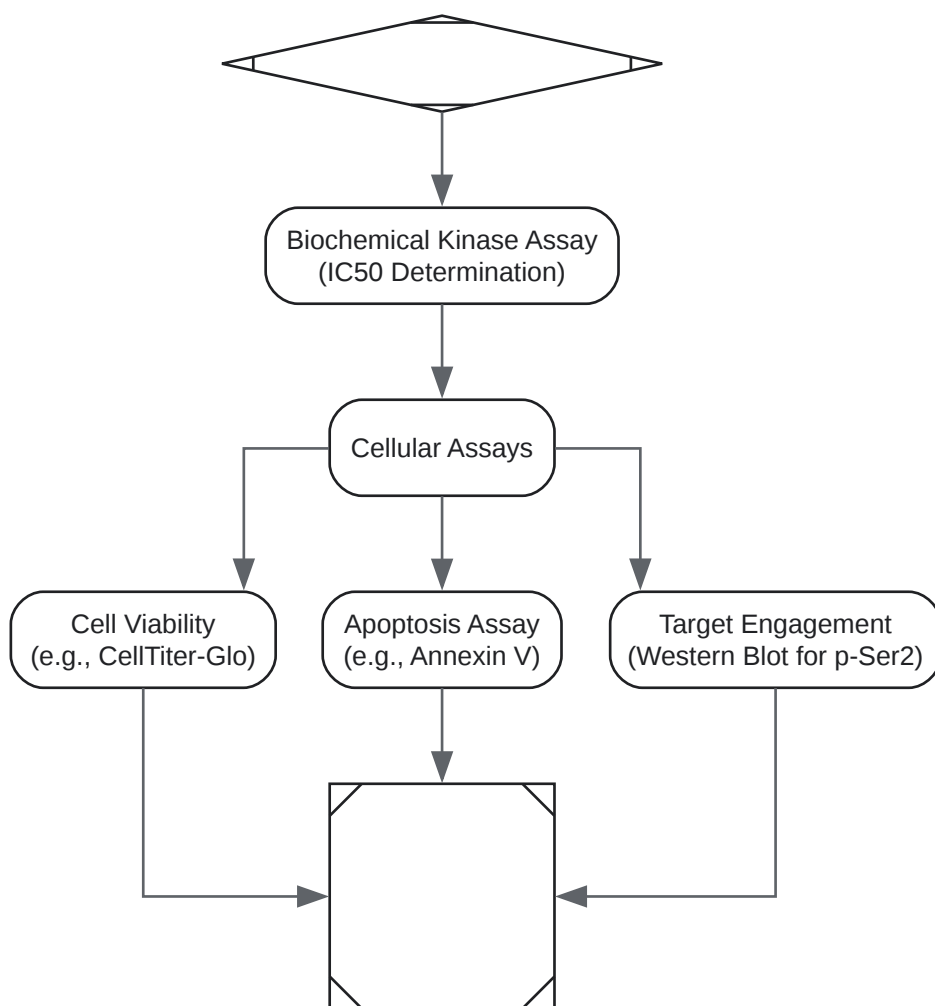 Biochemical Kinase Assay
(IC50 Determination)
Cellular Assays
Cell Viability
(e.g., CellTiter-Glo)
Apoptosis Assay
(e.g., Annexin V)
Target Engagement
(Western Blot for p-Ser2)